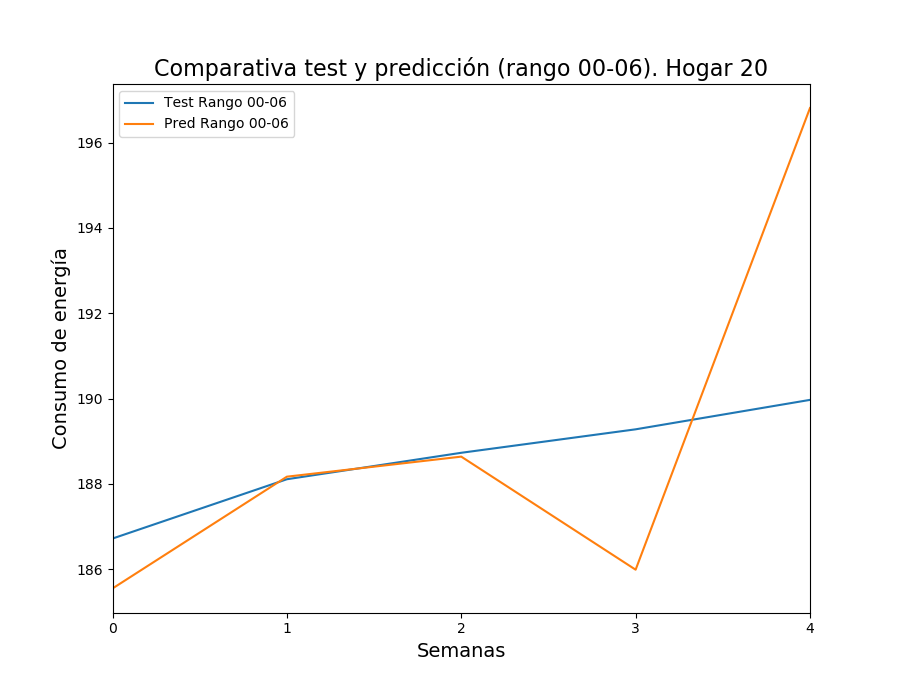 Comparativa test y predicción (rango 00-06). Hogar 20
Test Rango 00-06
Pred Rango 00-06
196
194
192
190
188
186
Consumo de energía
0 1 2 3 4
Semanas